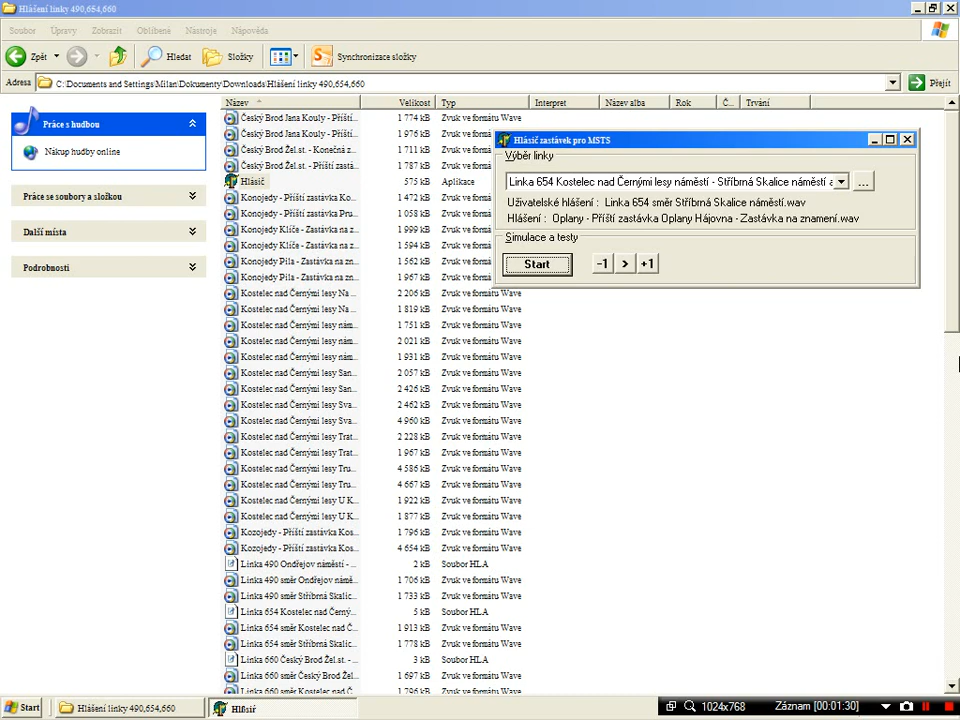 Hlášení linky 490,654,660
Soubor Úpravy Zobrazit Oblíbené Nástroje Nápověda
Zpět Hledat Složky Synchronizace složky
Adresa C:\Documents and Settings\Milan\Dokumenty\Downloads\Hlášení linky 490,654,660 Přejít
Název Velikost Typ Interpret Název alba Rok Č... Trvání
Práce s hudbou
Nákup hudby online
Práce se soubory a složkou
Další místa
Podrobnosti
Český Brod Jana Kouly - Příští... 1 774 kB Zvuk ve formátu Wave
Český Brod Jana Kouly - Příští... 1 976 kB Zvuk ve formátu Wave
Český Brod Žel.st. - Konečná z... 1 711 kB Zvuk ve formátu Wave
Český Brod Žel.st. - Příští zastá... 1 787 kB Zvuk ve formátu Wave
Hlásič 575 kB Aplikace
Konojedy - Příští zastávka Ko... 1 472 kB Zvuk ve formátu Wave
Konojedy - Příští zastávka Pru... 1 058 kB Zvuk ve formátu Wave
Konojedy Klíče - Zastávka na zn... 1 999 kB Zvuk ve formátu Wave
Konojedy Klíče - Zastávka na zn... 1 594 kB Zvuk ve formátu Wave
Konojedy Pila - Zastávka na zn... 1 562 kB Zvuk ve formátu Wave
Konojedy Pila - Zastávka na zn... 1 967 kB Zvuk ve formátu Wave
Kostelec nad Černými lesy Na ... 2 206 kB Zvuk ve formátu Wave
Kostelec nad Černými lesy Na ... 1 819 kB Zvuk ve formátu Wave
Kostelec nad Černými lesy nám... 1 751 kB Zvuk ve formátu Wave
Kostelec nad Černými lesy nám... 2 021 kB Zvuk ve formátu Wave
Kostelec nad Černými lesy nám... 1 931 kB Zvuk ve formátu Wave
Kostelec nad Černými lesy San... 2 057 kB Zvuk ve formátu Wave
Kostelec nad Černými lesy San... 2 426 kB Zvuk ve formátu Wave
Kostelec nad Černými lesy Sva... 2 462 kB Zvuk ve formátu Wave
Kostelec nad Černými lesy Sva... 4 960 kB Zvuk ve formátu Wave
Kostelec nad Černými lesy Trat... 2 228 kB Zvuk ve formátu Wave
Kostelec nad Černými lesy Trat... 1 967 kB Zvuk ve formátu Wave
Kostelec nad Černými lesy Tru... 4 586 kB Zvuk ve formátu Wave
Kostelec nad Černými lesy Tru... 4 667 kB Zvuk ve formátu Wave
Kostelec nad Černými lesy U K... 1 922 kB Zvuk ve formátu Wave
Kostelec nad Černými lesy U K... 1 877 kB Zvuk ve formátu Wave
Kozojedy - Příští zastávka Kos... 1 796 kB Zvuk ve formátu Wave
Kozojedy - Příští zastávka Kos... 4 654 kB Zvuk ve formátu Wave
Linka 490 Ondřejov náměstí - ... 2 kB Soubor HLA
Linka 490 směr Ondřejov námě... 1 706 kB Zvuk ve formátu Wave
Linka 490 směr Stříbrná Skalic... 1 733 kB Zvuk ve formátu Wave
Linka 654 Kostelec nad Černý... 5 kB Soubor HLA
Linka 654 směr Kostelec nad Č... 1 913 kB Zvuk ve formátu Wave
Linka 654 směr Stříbrná Skalic... 1 778 kB Zvuk ve formátu Wave
Linka 660 Český Brod Žel.st. - ... 3 kB Soubor HLA
Linka 660 směr Český Brod Žel... 1 697 kB Zvuk ve formátu Wave
Linka 660 směr Kostelec nad Č... 1 796 kB Zvuk ve formátu Wave
Hlásič zastávek pro MSTS
Výběr linky
Linka 654 Kostelec nad Černými lesy náměstí - Stříbrná Skalice náměstí a ...
Uživatelské hlášení : Linka 654 směr Stříbrná Skalice náměstí.wav
Hlášení : Oplany - Příští zastávka Oplany Hájovna - Zastávka na znamení.wav
Simulace a testy
Start -1 > +1
Start Hlášení linky 490,654,660 Hlásič 1024x768 Záznam [00:01:30]